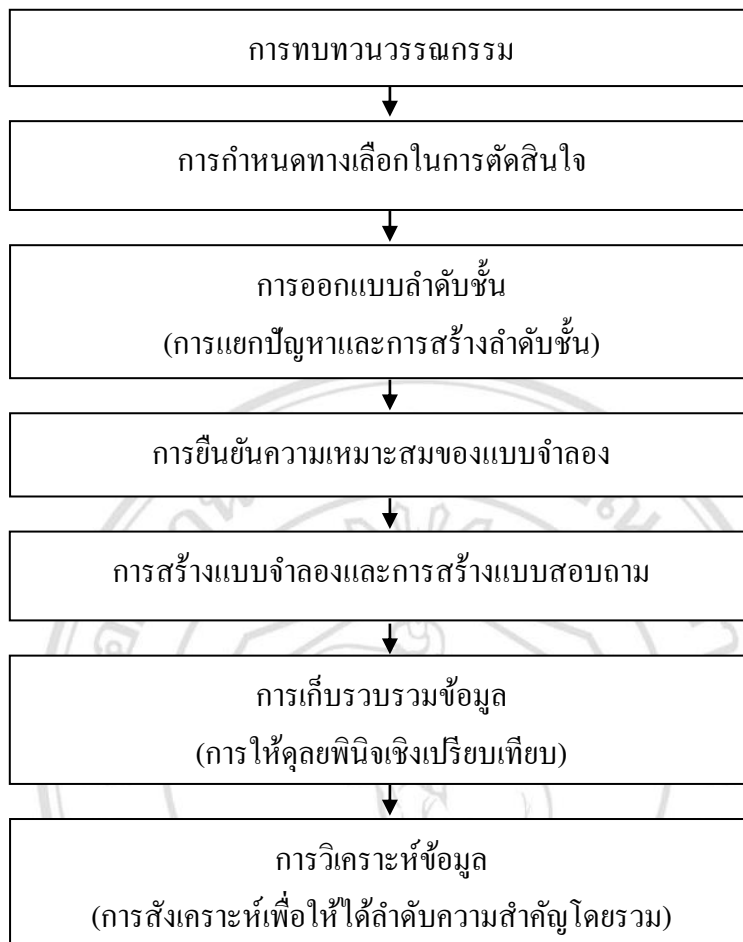 การทบทวนวรรณกรรม
การกำหนดทางเลือกในการตัดสินใจ
การออกแบบลำดับชั้น
(การแยกปัญหาและการสร้างลำดับชั้น)
การยืนยันความเหมาะสมของแบบจำลอง
การสร้างแบบจำลองและการสร้างแบบสอบถาม
การเก็บรวบรวมข้อมูล
(การให้ดุลยพินิจเชิงเปรียบเทียบ)
การวิเคราะห์ข้อมูล
(การสังเคราะห์เพื่อให้ได้ลำดับความสำคัญโดยรวม)